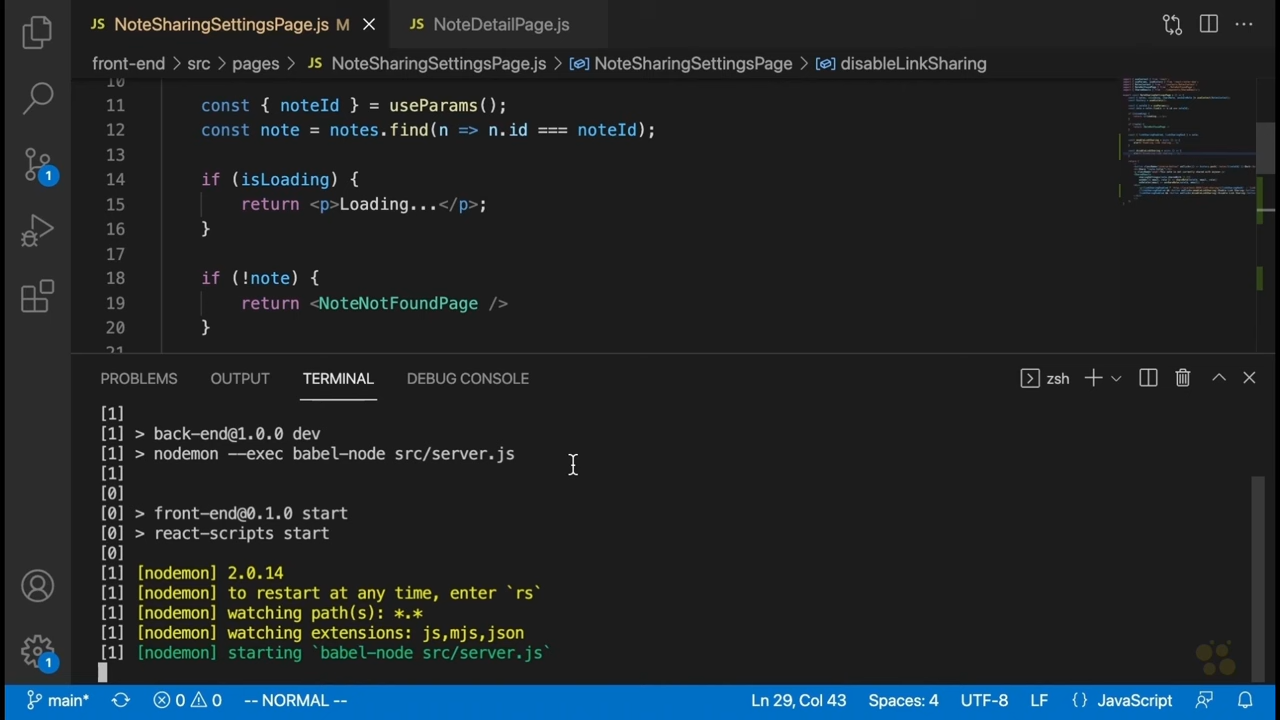 JS NoteSharingSettingsPage.js M
JS NoteDetailPage.js
front-end > src > pages > JS NoteSharingSettingsPage.js > NoteSharingSettingsPage > disableLinkSharing
10
11 const { noteId } = useParams();
12 const note = notes.find(n => n.id === noteId);
13
14 if (isLoading) {
15 return <p>Loading...</p>;
16 }
17
18 if (!note) {
19 return <NoteNotFoundPage />
20 }
21
1
PROBLEMS OUTPUT TERMINAL DEBUG CONSOLE zsh
[1]
[1] > back-end@1.0.0 dev
[1] > nodemon --exec babel-node src/server.js
[1]
[0]
[0] > front-end@0.1.0 start
[0] > react-scripts start
[0]
[1] [nodemon] 2.0.14
[1] [nodemon] to restart at any time, enter `rs`
[1] [nodemon] watching path(s): *.*
[1] [nodemon] watching extensions: js,mjs,json
[1] [nodemon] starting `babel-node src/server.js`
1
main* 0 0 -- NORMAL -- Ln 29, Col 43 Spaces: 4 UTF-8 LF {} JavaScript